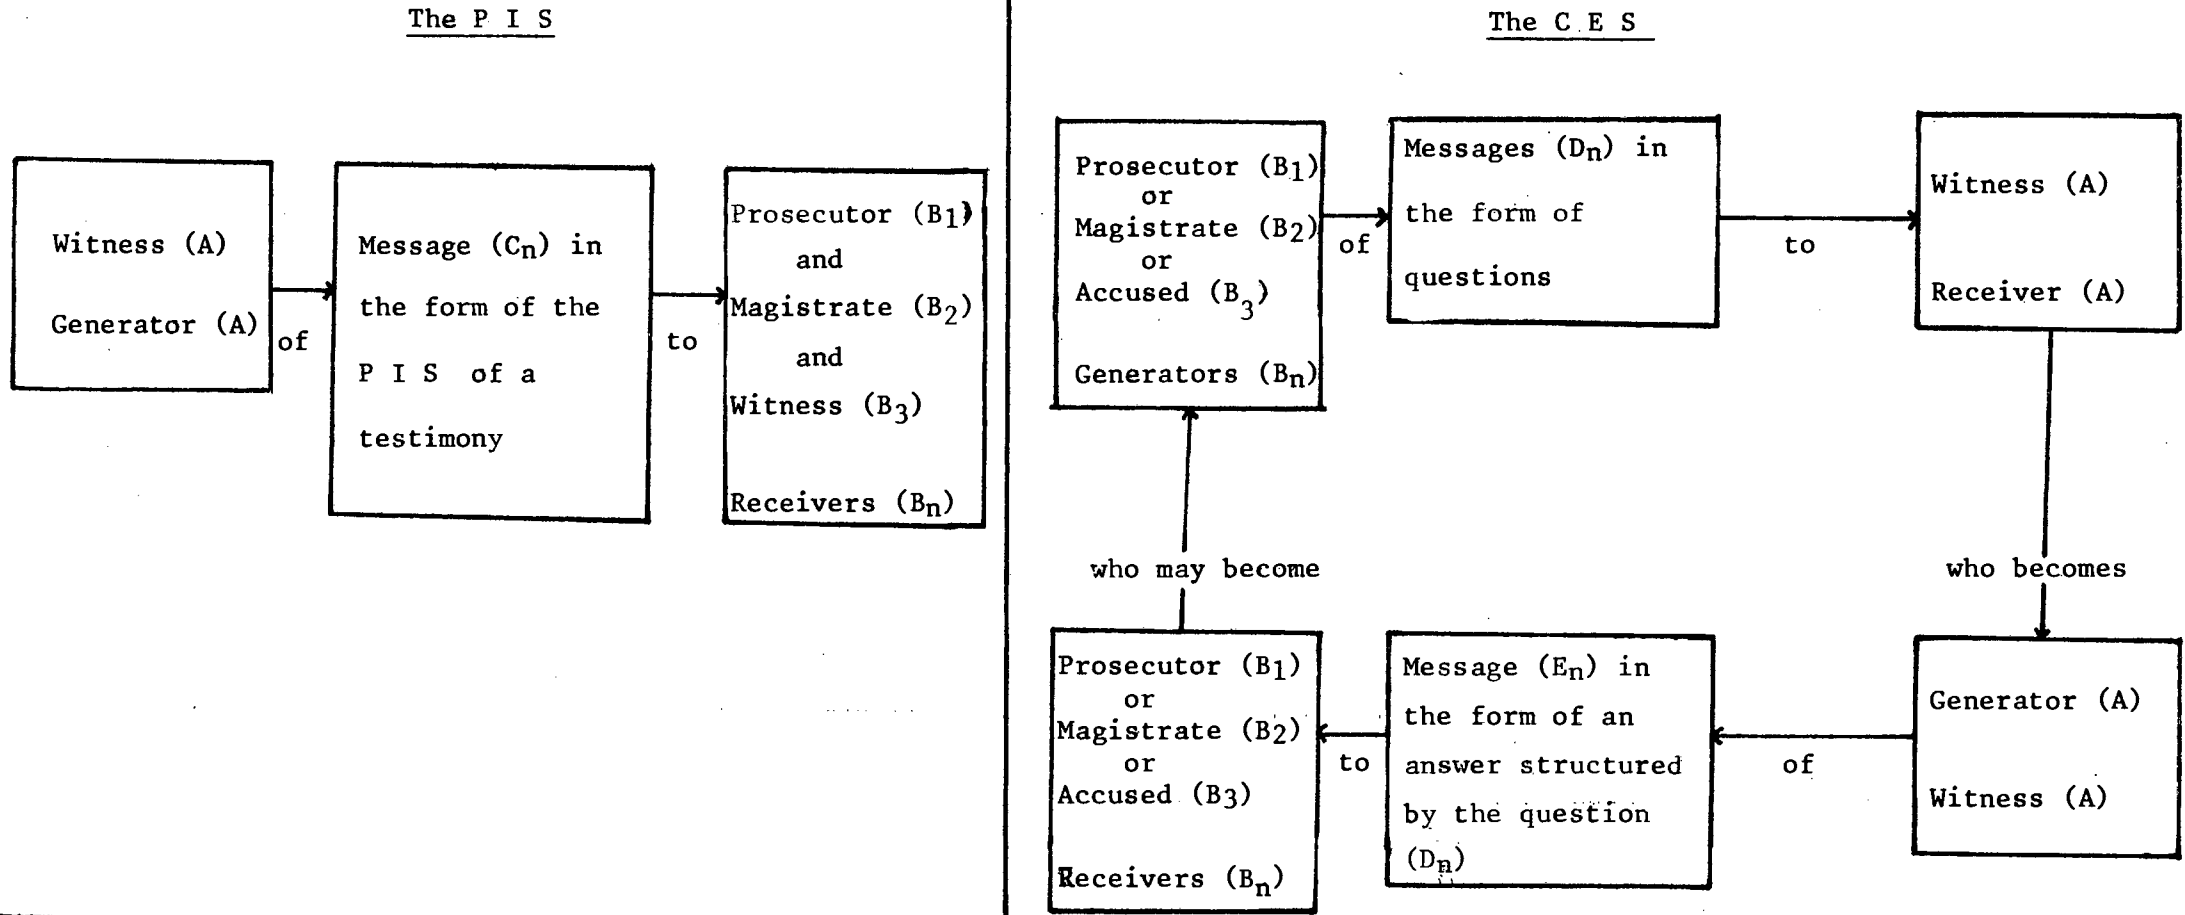 The P I S
Witness (A)
Generator (A)
of
Message (Cn) in
the form of the
P I S of a
testimony
to
Prosecutor (B1)
and
Magistrate (B2)
and
Witness (B3)
Receivers (Bn)
The C E S
Prosecutor (B1)
or
Magistrate (B2)
or
Accused (B3)
Generators (Bn)
of
Messages (Dn) in
the form of
questions
to
Witness (A)
Receiver (A)
who becomes
Generator (A)
Witness (A)
of
Message (En) in
the form of an
answer structured
by the question
(Dn)
to
Prosecutor (B1)
or
Magistrate (B2)
or
Accused (B3)
Receivers (Bn)
who may become